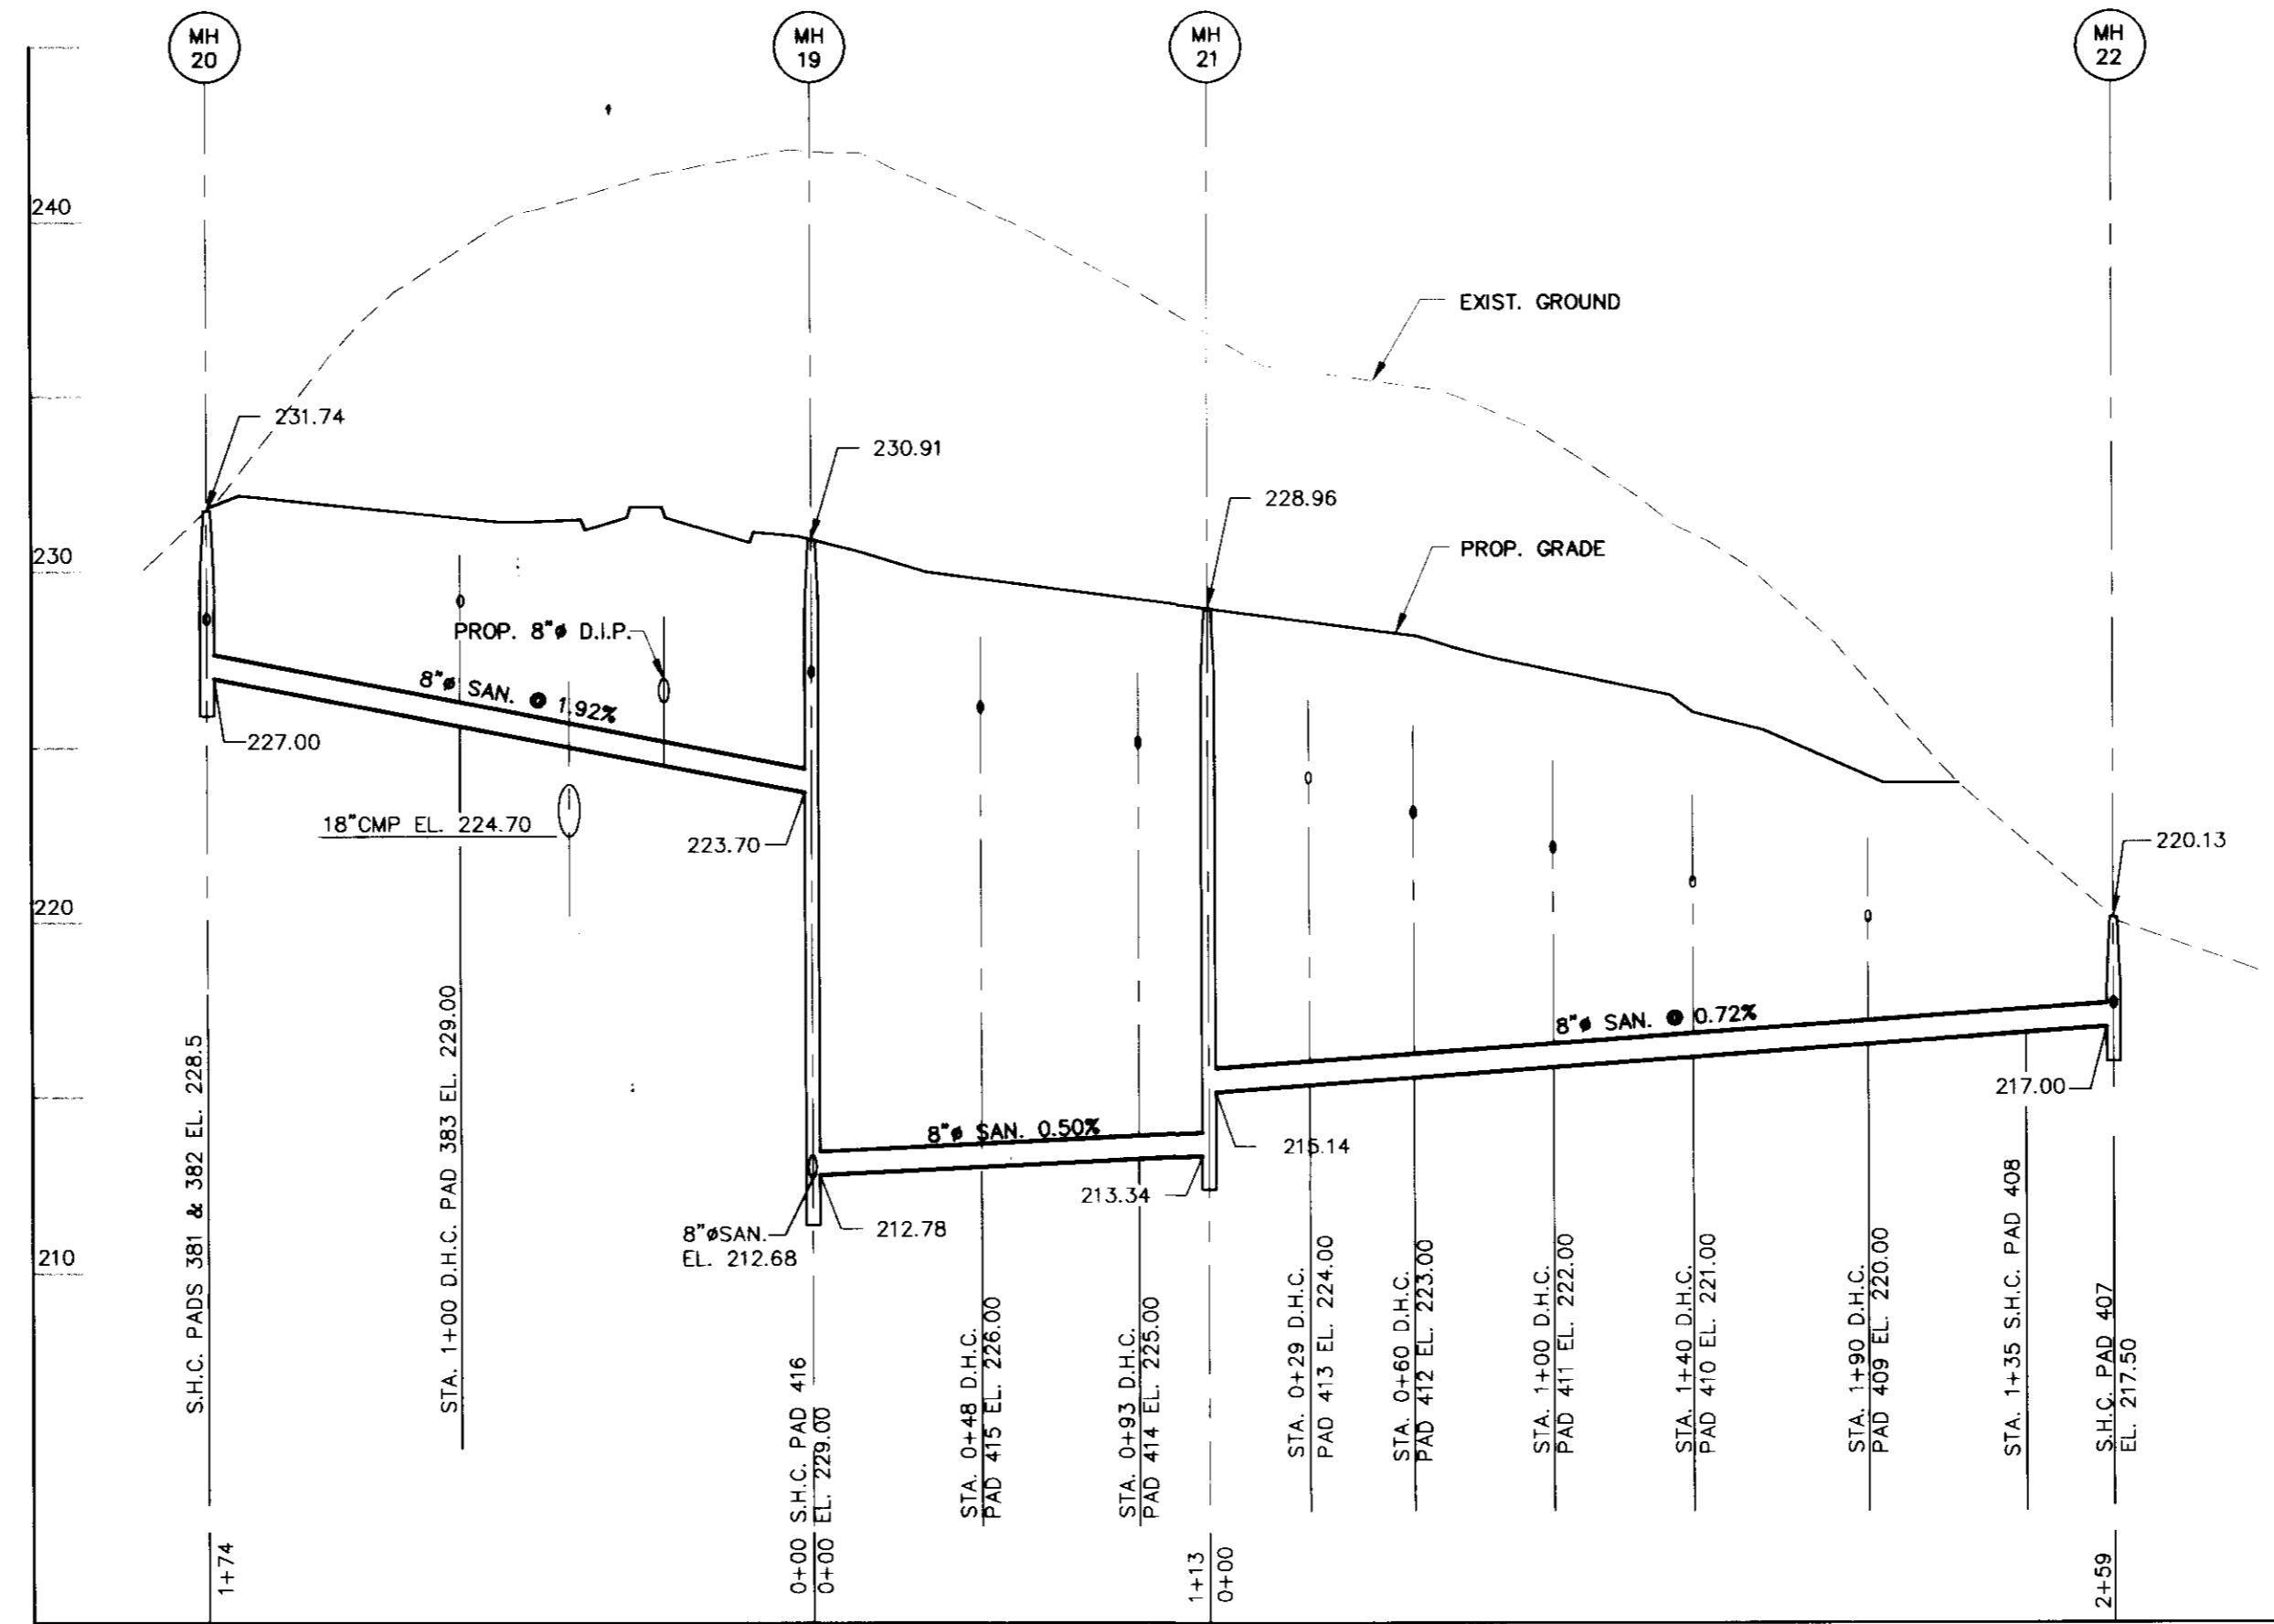 MH
20
MH
19
MH
21
MH
22
240
230
220
210
EXIST. GROUND
231.74
230.91
228.96
PROP. GRADE
PROP. 8"ø D.I.P.
8"ø SAN. @ 1.92%
227.00
18"CMP EL. 224.70
223.70
220.13
8"ø SAN. @ 0.72%
217.00
8"ø SAN. 0.50%
215.14
213.34
212.78
8"øSAN.
EL. 212.68
S.H.C. PADS 381 & 382 EL. 228.5
STA. 1+00 D.H.C. PAD 383 EL. 229.00
0+00 S.H.C. PAD 416
0+00 EL. 229.00
STA. 0+48 D.H.C.
PAD 415 EL. 226.00
STA. 0+93 D.H.C.
PAD 414 EL. 225.00
STA. 0+29 D.H.C.
PAD 413 EL. 224.00
STA. 0+60 D.H.C.
PAD 412 EL. 223.00
STA. 1+00 D.H.C.
PAD 411 EL. 222.00
STA. 1+40 D.H.C.
PAD 410 EL. 221.00
STA. 1+90 D.H.C.
PAD 409 EL. 220.00
STA. 1+35 S.H.C. PAD 408
S.H.C. PAD 407
EL. 217.50
1+74
1+13
0+00
2+59